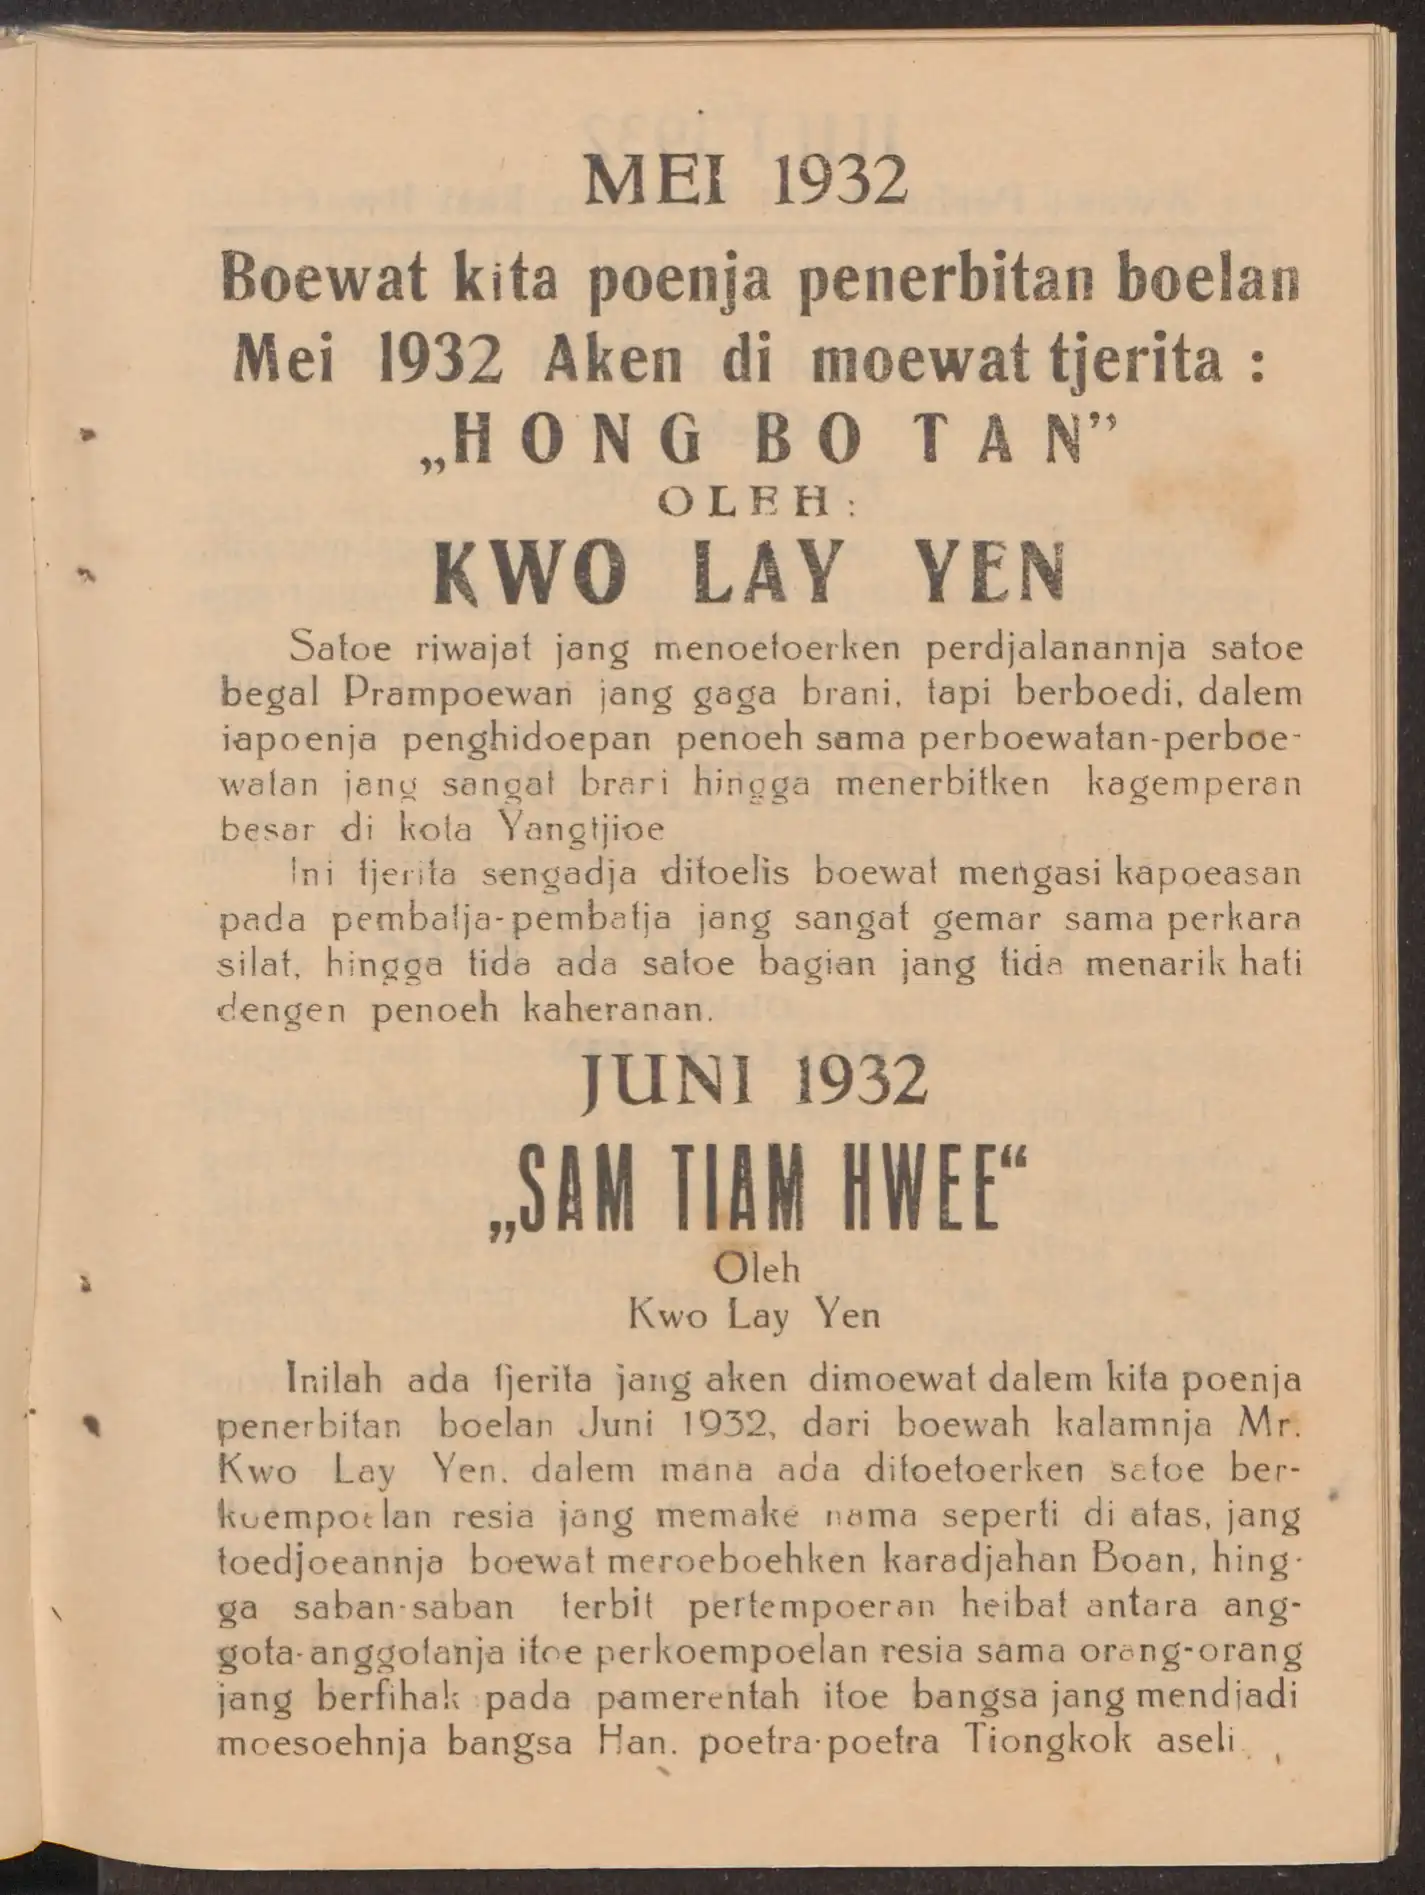 MEI 1932
Boewat kita poenja penerbitan boelan
Mei 1932 Aken di moewat tjerita :
„HONG BO TAN”
OLEH:
KWO LAY YEN
Satoe riwajat jang menoetoerken perdjalanannja satoe
begal Prampoewan jang gaga brani, tapi berboedi, dalem
iapoenja penghidoepan penoeh sama perboewatan-perboe-
watan jang sangat brari hingga menerbitken kagemperan
besar di kota Yangtjioe
Ini tjerita sengadja ditoelis boewat mengasi kapoeasan
pada pembatja-pembatja jang sangat gemar sama perkara
silat, hingga tida ada satoe bagian jang tida menarik hati
dengen penoeh kaheranan.
JUNI 1932
„SAM TIAM HWEE“
Oleh
Kwo Lay Yen
Inilah ada tjerita jang aken dimoewat dalem kita poenja
penerbitan boelan Juni 1932, dari boewah kalamnja Mr.
Kwo Lay Yen. dalem mana ada ditoetoerken satoe ber-
koempoelan resia jang memake nama seperti di atas, jang
toedjoeannja boewat meroeboehken karadjahan Boan, hing-
ga saban-saban terbit pertempoeran heibat antara ang-
gota-anggotanja itoe perkoempoelan resia sama orang-orang
jang berfihak pada pamerentah itoe bangsa jang mendjadi
moesoehnja bangsa Han. poetra-poetra Tiongkok aseli.